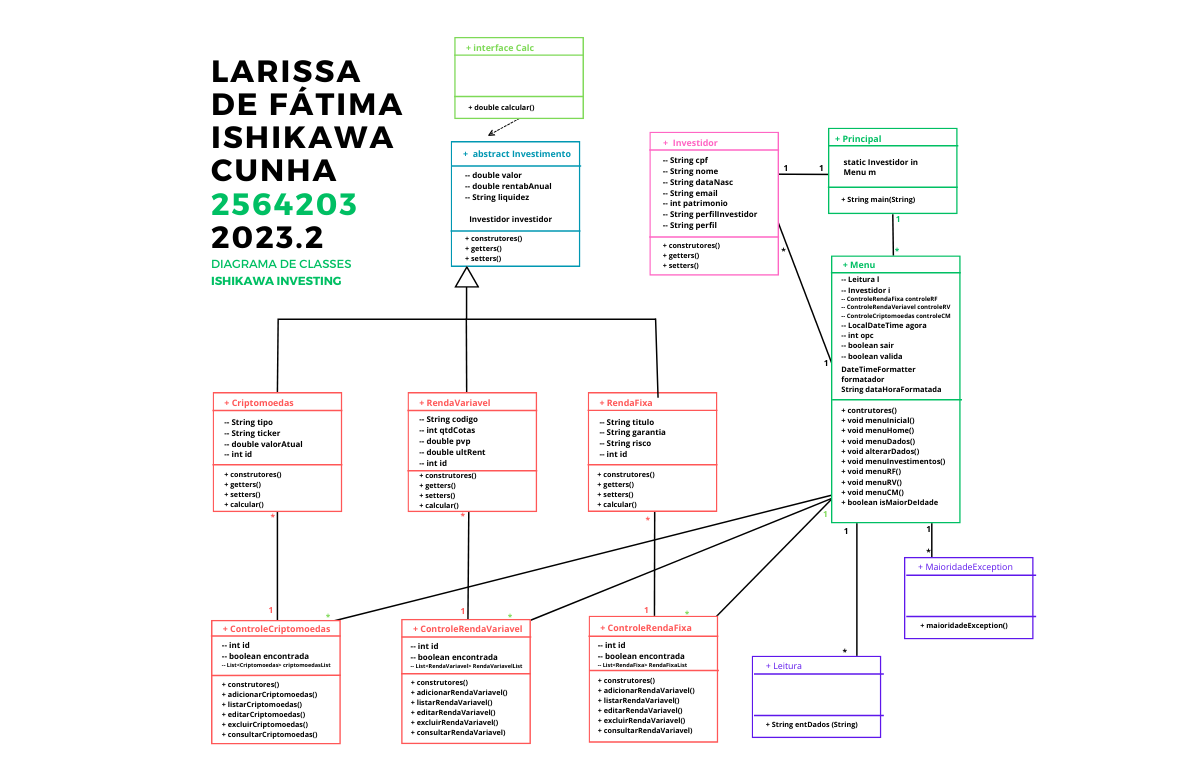 LARISSA
DE FÁTIMA
ISHIKAWA
CUNHA
2564203
2023.2
DIAGRAMA DE CLASSES
ISHIKAWA INVESTING
+ interface Calc
+ double calcular()
+ abstract Investimento
-- double valor
-- double rentabAnual
-- String liquidez
Investidor investidor
+ construtores()
+ getters()
+ setters()
+ Investidor
-- String cpf
-- String nome
-- String dataNasc
-- String email
-- int patrimonio
-- String perfilInvestidor
-- String perfil
+ construtores()
+ getters()
+ setters()
1
1
*
+ Principal
static Investidor in
Menu m
+ String main(String)
1
*
+ Menu
-- Leitura l
-- Investidor i
-- ControleRendaFixa controleRF
-- ControleRendaVeriavel controleRV
-- ControleCriptomoedas controleCM
-- LocalDateTime agora
-- int opc
-- boolean sair
-- boolean valida
DateTimeFormatter
formatador
String dataHoraFormatada
+ contrutores()
+ void menuInicial()
+ void menuHome()
+ void menuDados()
+ void alterarDados()
+ void menuInvestimentos()
+ void menuRF()
+ void menuRV()
+ void menuCM()
+ boolean isMaiorDeIdade
1
1
1
1
+ Criptomoedas
-- String tipo
-- String ticker
-- double valorAtual
-- int id
+ construtores()
+ getters()
+ setters()
+ calcular()
*
+ RendaVariavel
-- String codigo
-- int qtdCotas
-- double pvp
-- double ultRent
-- int id
+ construtores()
+ getters()
+ setters()
+ calcular()
*
+ RendaFixa
-- String titulo
-- String garantia
-- String risco
-- int id
+ construtores()
+ getters()
+ setters()
+ calcular()
*
1
*
+ ControleCriptomoedas
-- int id
-- boolean encontrada
-- List<Criptomoedas> criptomoedasList
+ construtores()
+ adicionarCriptomoedas()
+ listarCriptomoedas()
+ editarCriptomoedas()
+ excluirCriptomoedas()
+ consultarCriptomoedas()
1
*
+ ControleRendaVariavel
-- int id
-- boolean encontrada
-- List<RendaVariavel> RendaVariavelList
+ construtores()
+ adicionarRendaVariavel()
+ listarRendaVariavel()
+ editarRendaVariavel()
+ excluirRendaVariavel()
+ consultarRendaVariavel)
1
*
+ ControleRendaFixa
-- int id
-- boolean encontrada
-- List<RendaFixa> RendaFixaList
+ construtores()
+ adicionarRendaVariavel()
+ listarRendaVariavel()
+ editarRendaVariavel()
+ excluirRendaVariavel()
+ consultarRendaVariavel)
*
+ Leitura
+ String entDados (String)
*
+ MaioridadeException
+ maioridadeException()